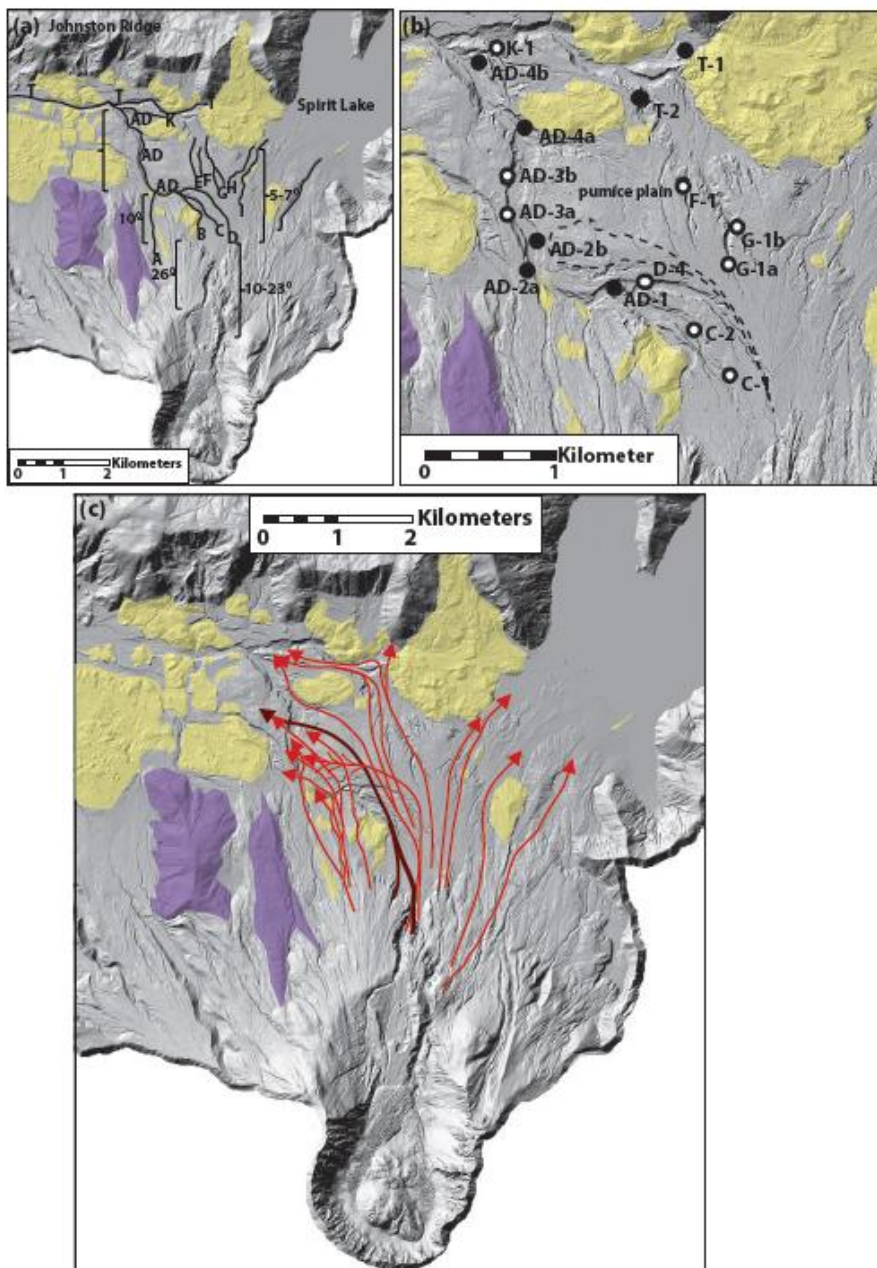 (a)
Johnston Ridge
T
T
T
AD
K
Spirit Lake
AD
AD
E
F
G
H
I
5-7°
10°
B
C
D
A
26°
10-23°
Kilometers
0 1 2
(b)
K-1
AD-4b
T-1
T-2
AD-4a
AD-3b
pumice plain
F-1
AD-3a
G-1b
AD-2b
G-1a
D-4
AD-2a
AD-1
C-2
C-1
Kilometer
0 1
(c)
Kilometers
0 1 2